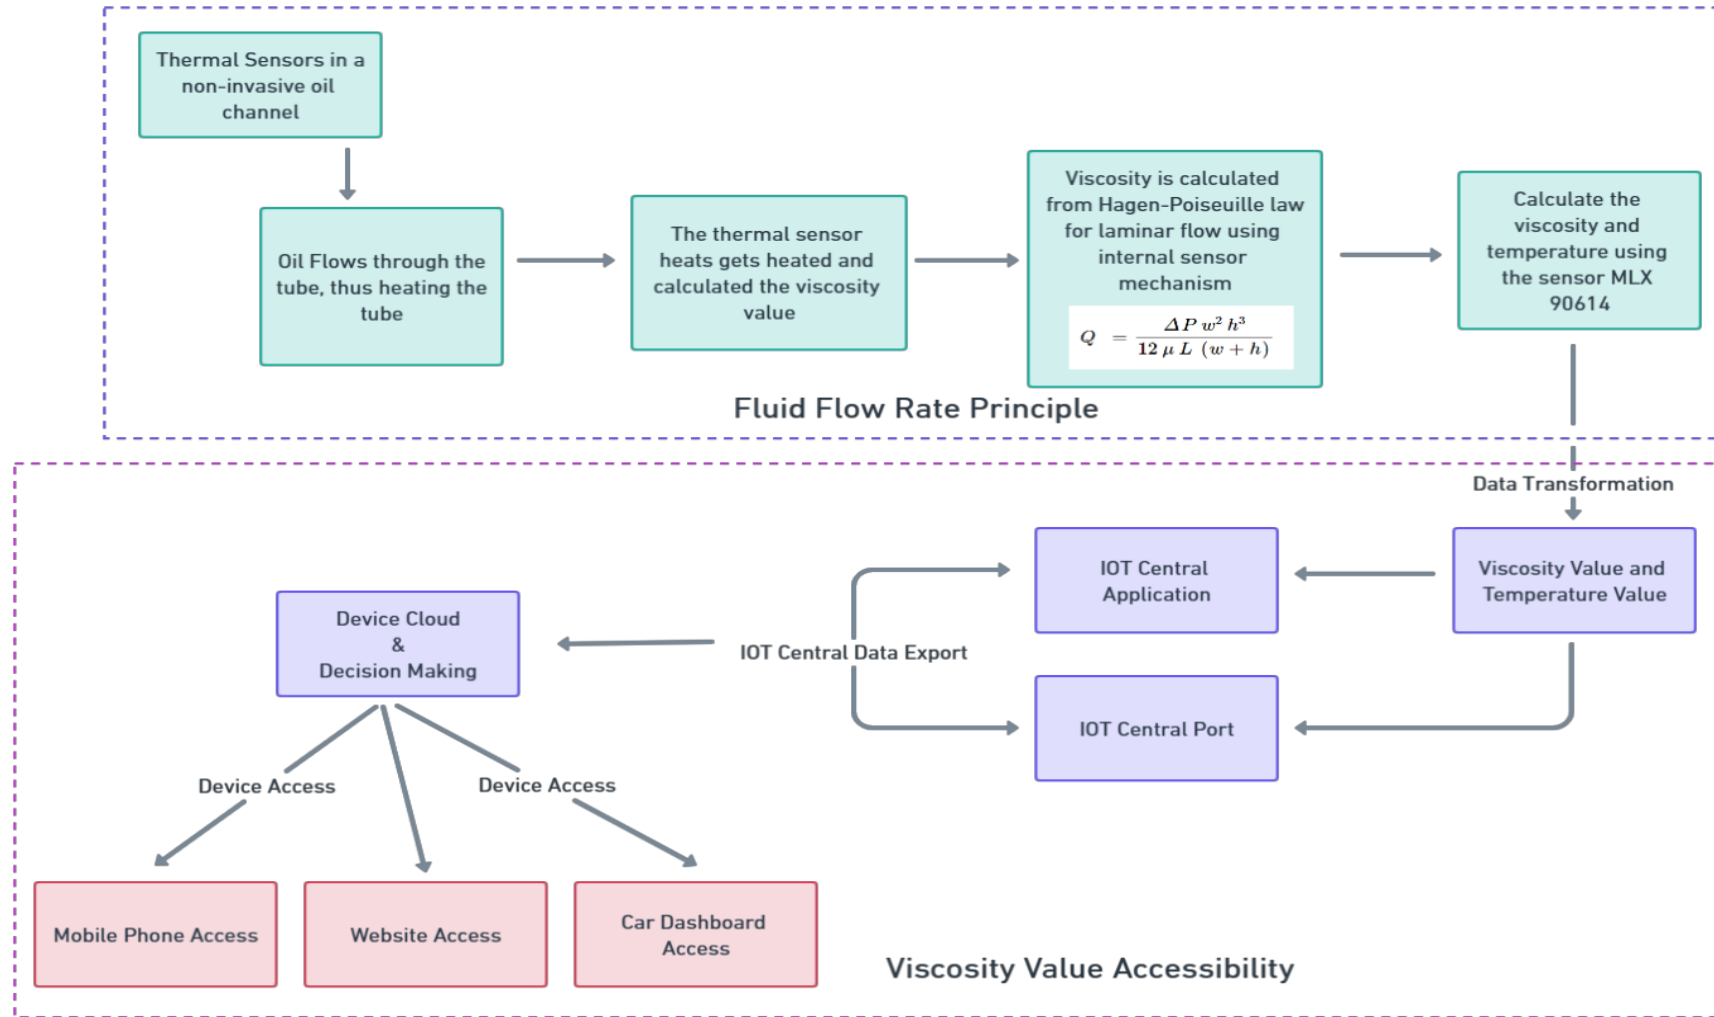 Thermal Sensors in a
non-invasive oil
channel
Oil Flows through the
tube, thus heating the
tube
The thermal sensor
heats gets heated and
calculated the viscosity
value
Viscosity is calculated
from Hagen-Poiseuille law
for laminar flow using
internal sensor
mechanism
Q = Δ P w² h³ / 12 μ L (w + h)
Calculate the
viscosity and
temperature using
the sensor MLX
90614
Fluid Flow Rate Principle
Data Transformation
Viscosity Value and
Temperature Value
IOT Central
Application
IOT Central Port
IOT Central Data Export
Device Cloud
&
Decision Making
Device Access
Device Access
Mobile Phone Access
Website Access
Car Dashboard
Access
Viscosity Value Accessibility